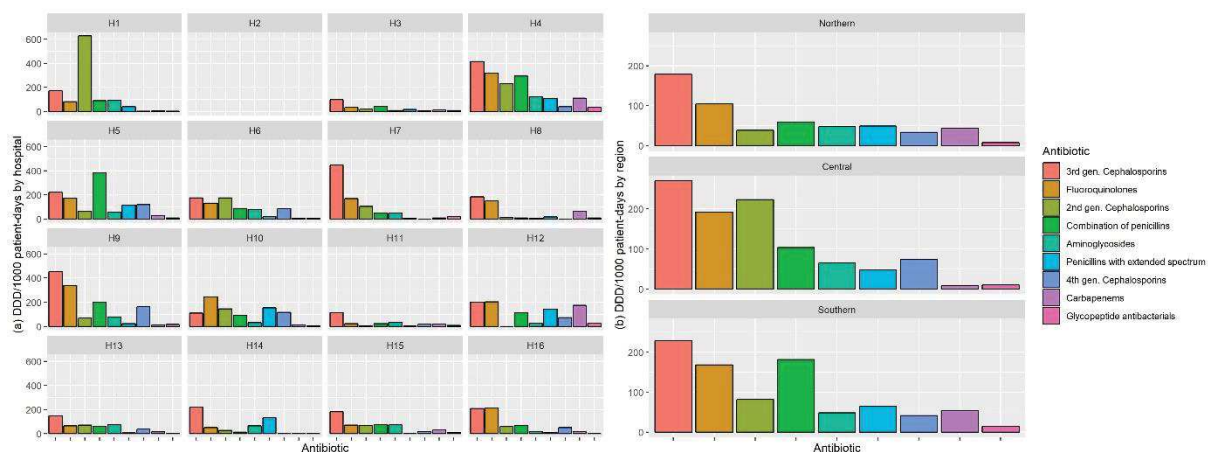 H1 H2 H3 H4
600
400
200
0
H5 H6 H7 H8
600
400
200
0
H9 H10 H11 H12
600
400
200
0
H13 H14 H15 H16
600
400
200
0
(a) DDD/1000 patient-days by hospital
Antibiotic
Northern
200
100
0
Central
200
100
0
Southern
200
100
0
(b) DDD/1000 patient-days by region
Antibiotic
Antibiotic
3rd gen. Cephalosporins
Fluoroquinolones
2nd gen. Cephalosporins
Combination of penicillins
Aminoglycosides
Penicillins with extended spectrum
4th gen. Cephalosporins
Carbapenems
Glycopeptide antibacterials